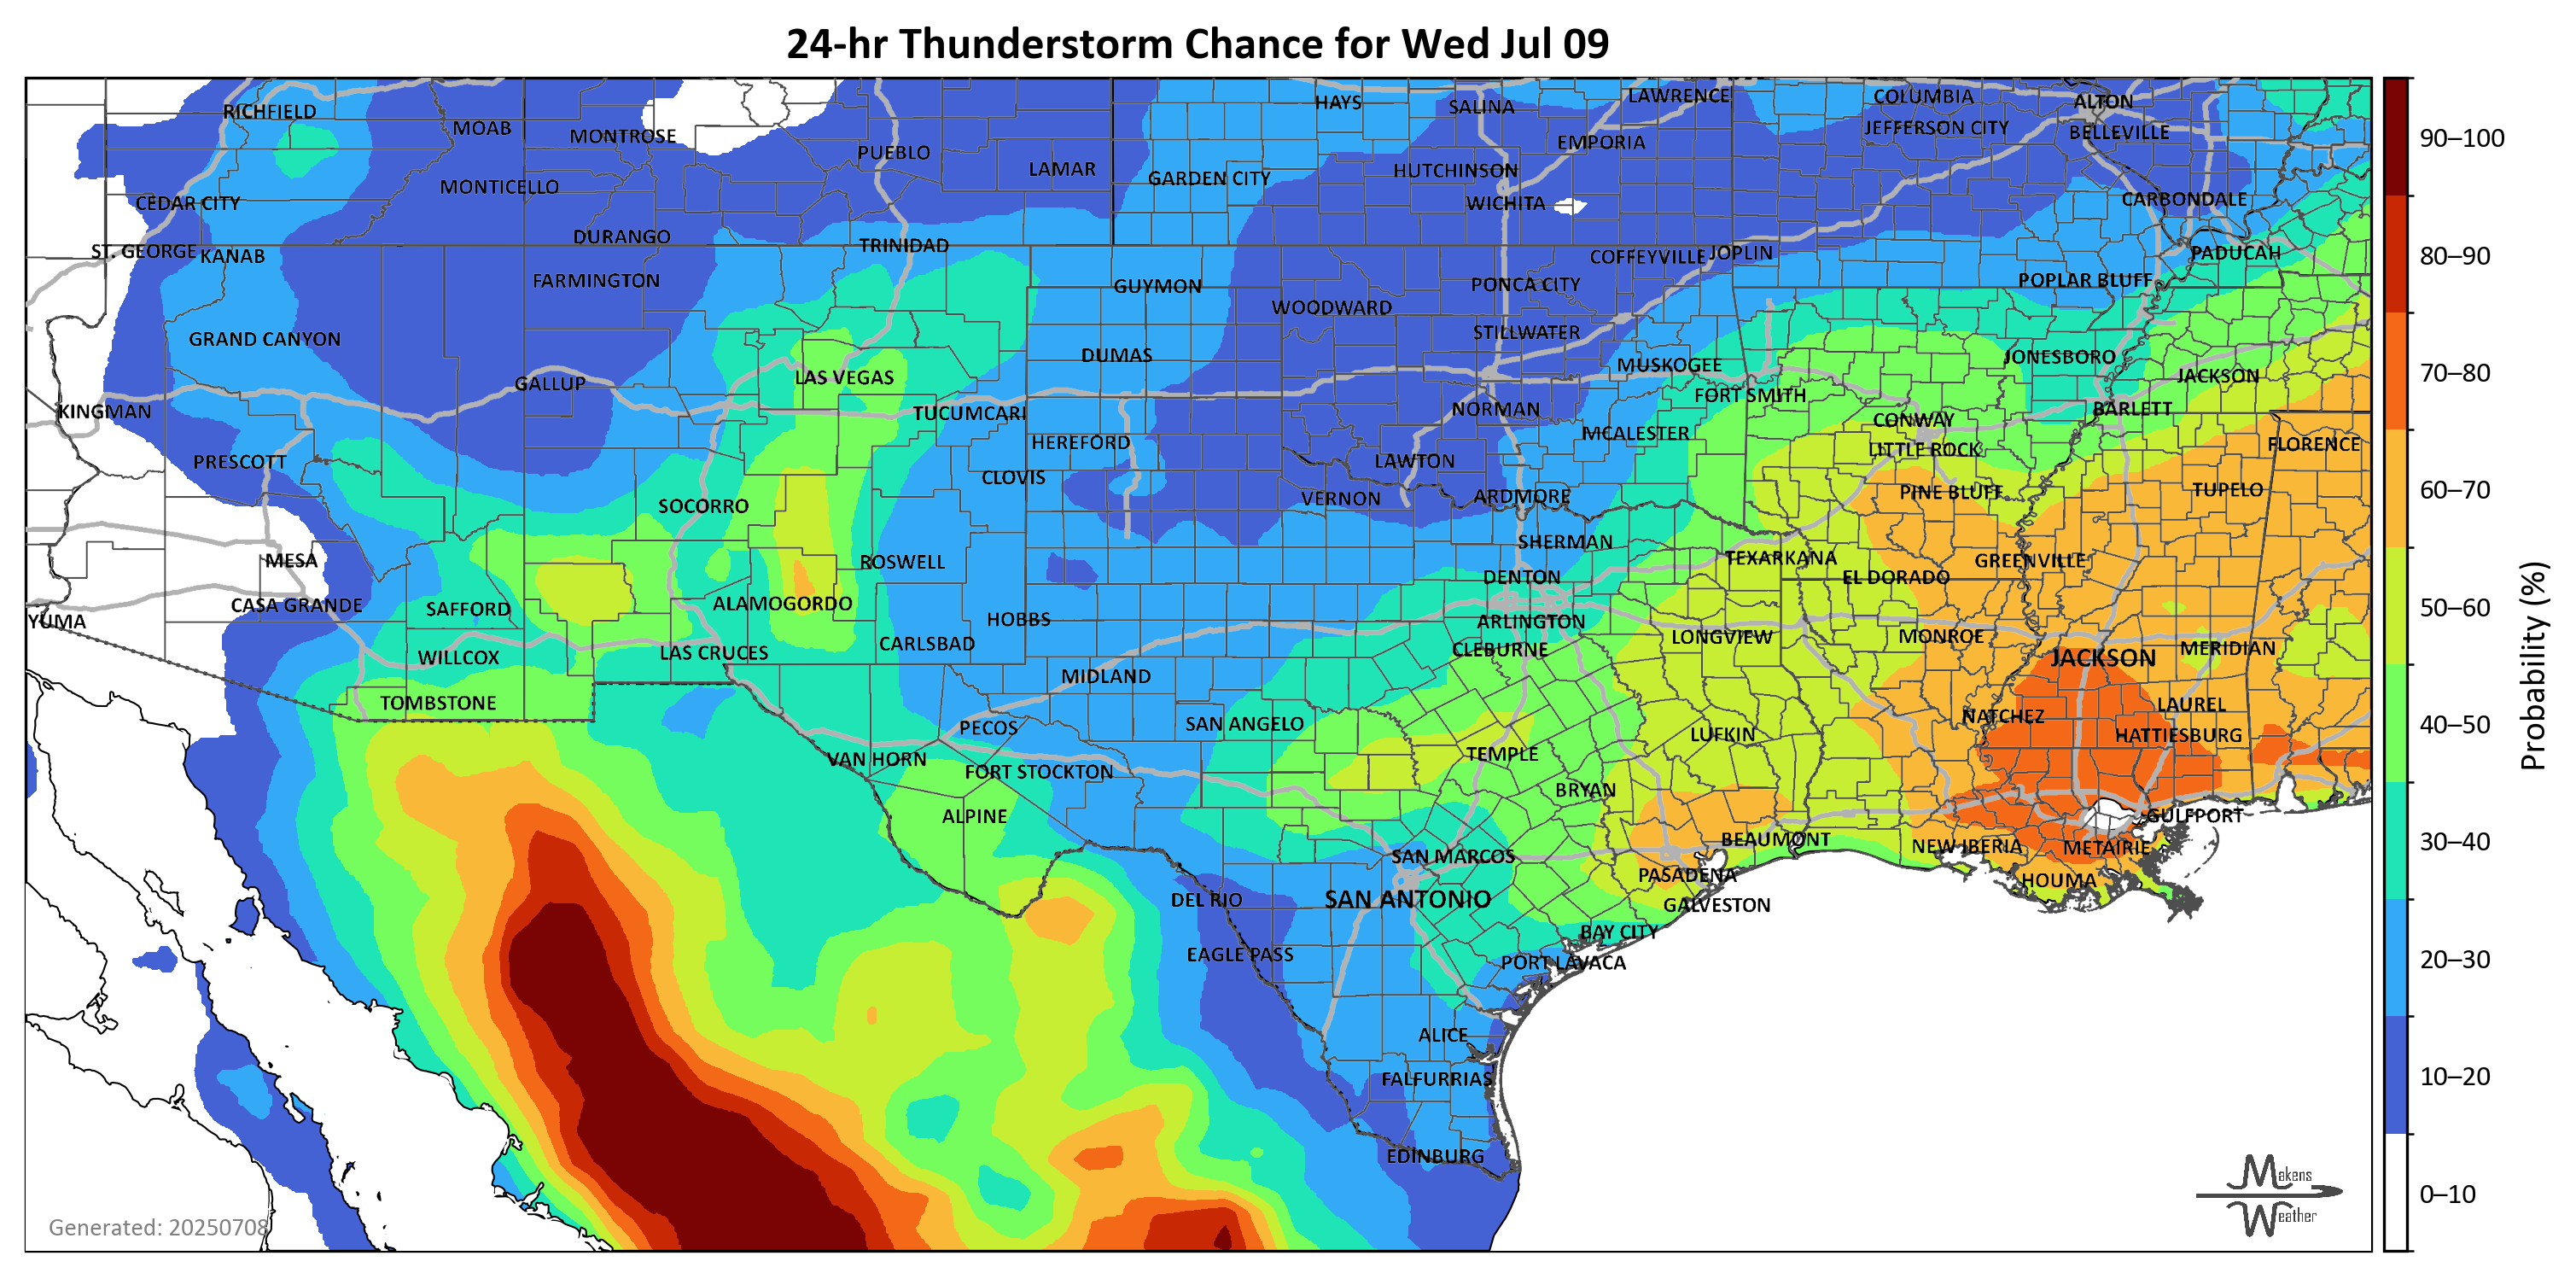 24-hr Thunderstorm Chance for Wed Jul 09
RICHFIELD
MOAB
MONTROSE
PUEBLO
LAMAR
HAYS
SALINA
LAWRENCE
COLUMBIA
ALTON
EMPORIA
JEFFERSON CITY
BELLEVILLE
90–100
CEDAR CITY
MONTICELLO
GARDEN CITY
HUTCHINSON
WICHITA
CARBONDALE
ST. GEORGE
KANAB
DURANGO
TRINIDAD
COFFEYVILLE
JOPLIN
PADUCAH
80–90
FARMINGTON
GUYMON
WOODWARD
PONCA CITY
POPLAR BLUFF
GRAND CANYON
DUMAS
STILLWATER
MUSKOGEE
JONESBORO
JACKSON
70–80
KINGMAN
GALLUP
LAS VEGAS
TUCUMCARI
NORMAN
FORT SMITH
CONWAY
BARLETT
PRESCOTT
HEREFORD
CLOVIS
LAWTON
MCALESTER
LITTLE ROCK
FLORENCE
SOCORRO
VERNON
ARDMORE
PINE BLUFF
TUPELO
60–70
MESA
ROSWELL
SHERMAN
TEXARKANA
GREENVILLE
CASA GRANDE
SAFFORD
ALAMOGORDO
DENTON
EL DORADO
50–60
YUMA
HOBBS
ARLINGTON
WILLCOX
LAS CRUCES
CARLSBAD
CLEBURNE
LONGVIEW
MONROE
JACKSON
MERIDIAN
TOMBSTONE
MIDLAND
PECOS
SAN ANGELO
LUFKIN
NATCHEZ
LAUREL
HATTIESBURG
40–50
VAN HORN
FORT STOCKTON
TEMPLE
ALPINE
BRYAN
GULFPORT
Probability (%)
SAN MARCOS
BEAUMONT
NEW IBERIA
METAIRIE
30–40
DEL RIO
SAN ANTONIO
PASADENA
GALVESTON
HOUMA
EAGLE PASS
BAY CITY
PORT LAVACA
20–30
ALICE
FALFURRIAS
10–20
EDINBURG
Makens
Weather
0–10
Generated: 20250708